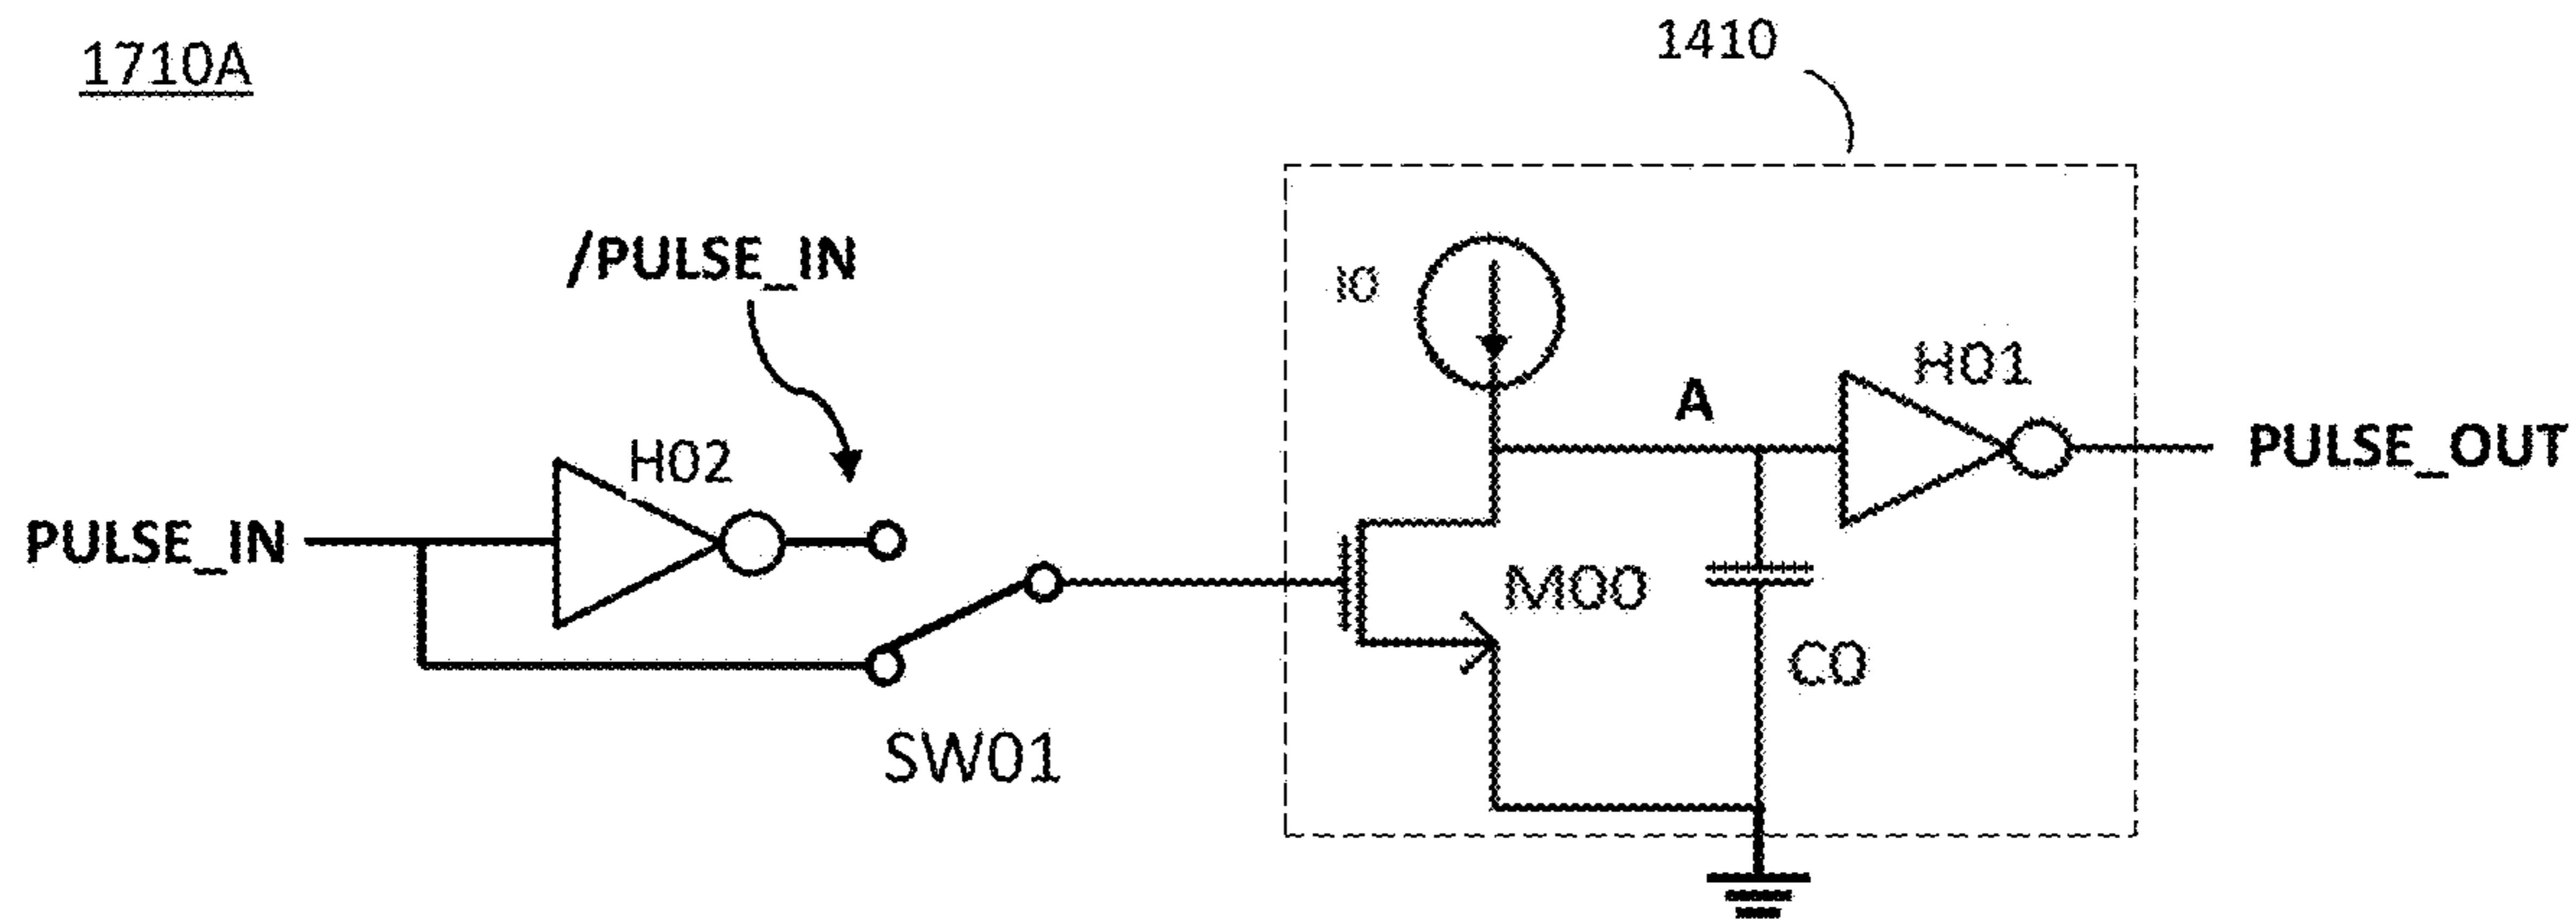 1710A
1410
/PULSE_IN
I0
A
H01
PULSE_OUT
H02
PULSE_IN
M00
C0
SW01